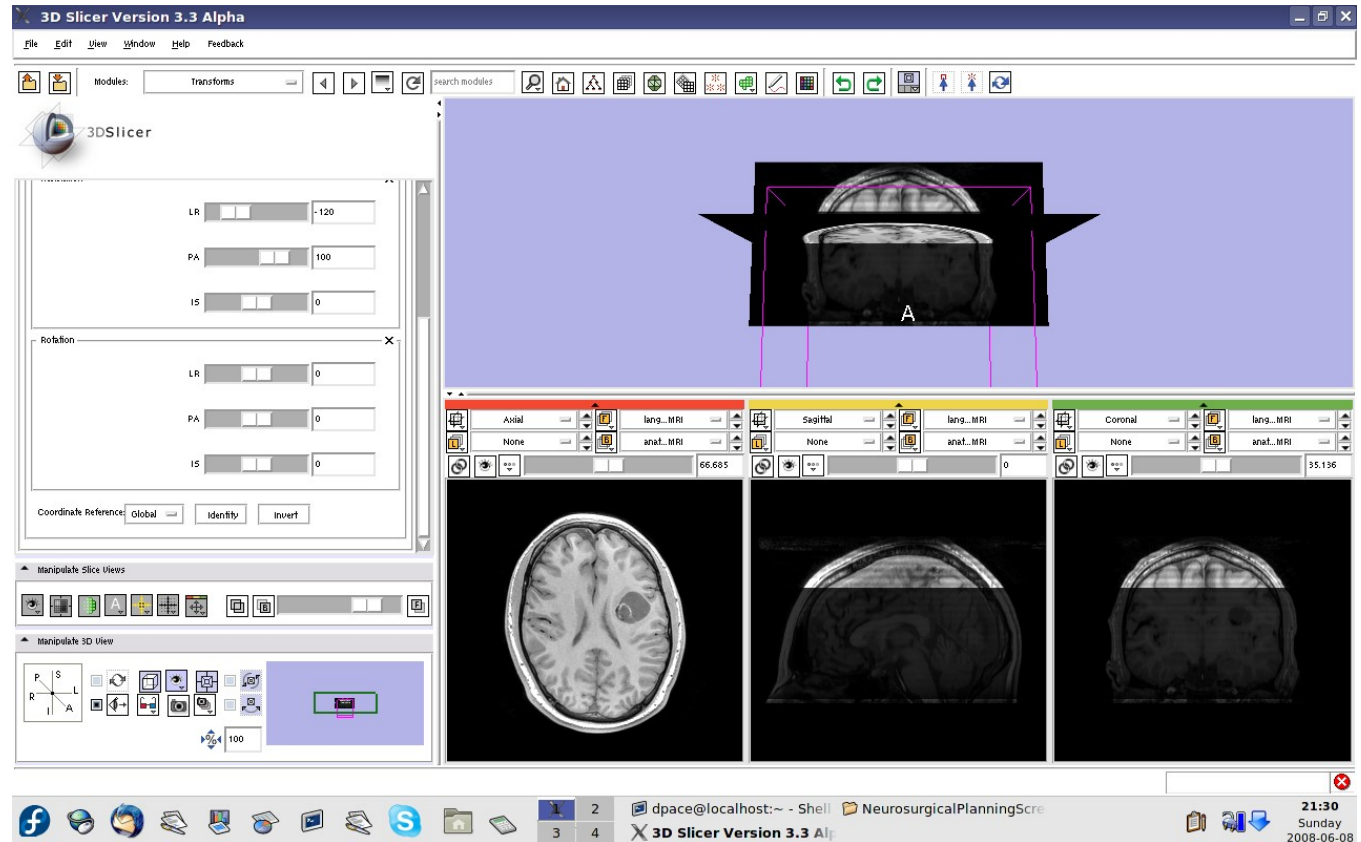 3D Slicer Version 3.3 Alpha
File Edit View Window Help Feedback
Modules: Transforms search modules
3DSlicer
LR -120
PA 100
IS 0
Rotation
LR 0
PA 0
IS 0
Coordinate Reference: Global Identity Invert
Manipulate Slice Views
A B F
Manipulate 3D View
P S
R L
I A
% 100
A
Axial F lang...MRI
L None B anat...MRI
66.685
Sagittal F lang...MRI
L None B anat...MRI
0
Coronal F lang...MRI
L None B anat...MRI
35.136
1 2
3 4
dpace@localhost:~ - Shell
NeurosurgicalPlanningScre
3D Slicer Version 3.3 Alp
21:30
Sunday
2008-06-08